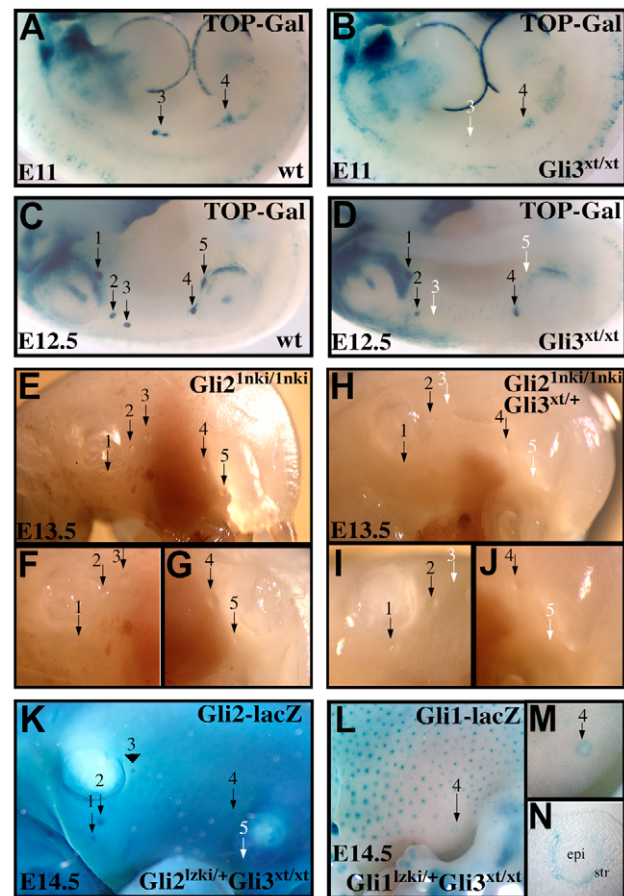 A TOP-Gal
3 4
E11 wt
B TOP-Gal
3 4
E11 Gli3xt/xt
C TOP-Gal
1 2 3 4 5
E12.5 wt
D TOP-Gal
1 2 3 4 5
E12.5 Gli3xt/xt
E Gli21nki/1nki
1 2 3 4 5
E13.5
H Gli21nki/1nki
Gli3xt/+
1 2 3 4 5
E13.5
F 1 2 3
G 4 5
I 1 2 3
J 4 5
K Gli2-lacZ
1 2 3 4 5
E14.5 Gli2lzki/+Gli3xt/xt
L Gli1-lacZ
4
E14.5
Gli1lzki/+Gli3xt/xt
M 4
N epi str